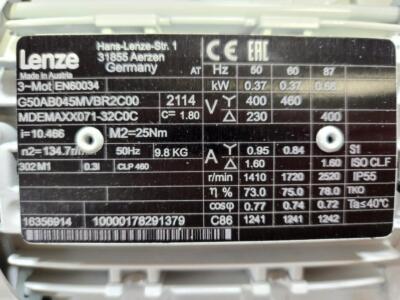 Lenze
Hans-Lenze-Str. 1
31855 Aerzen
Germany
Made in Austria
AT
3~Mot EN60034
G50AB045MVBR2C00 2114
MDEMAXX071-32C0C C= 1.80
i=10.466 M2=25Nm
n2=134.7r/ 50Hz 9.8 KG
302 M1 0.3l CLP 460
16356914 10000178291379
CE EAC
Hz 50 60 87
kW 0.37 0.37 0.66
V 400 460
230 400
A 0.95 0.84 S1
1.60 1.60 ISO CLF
r/min 1410 1720 2520 IP55
η% 73.0 75.0 78.0 TKO
cosφ 0.77 0.74 0.72 Ta≤40°C
C86 1241 1241 1242